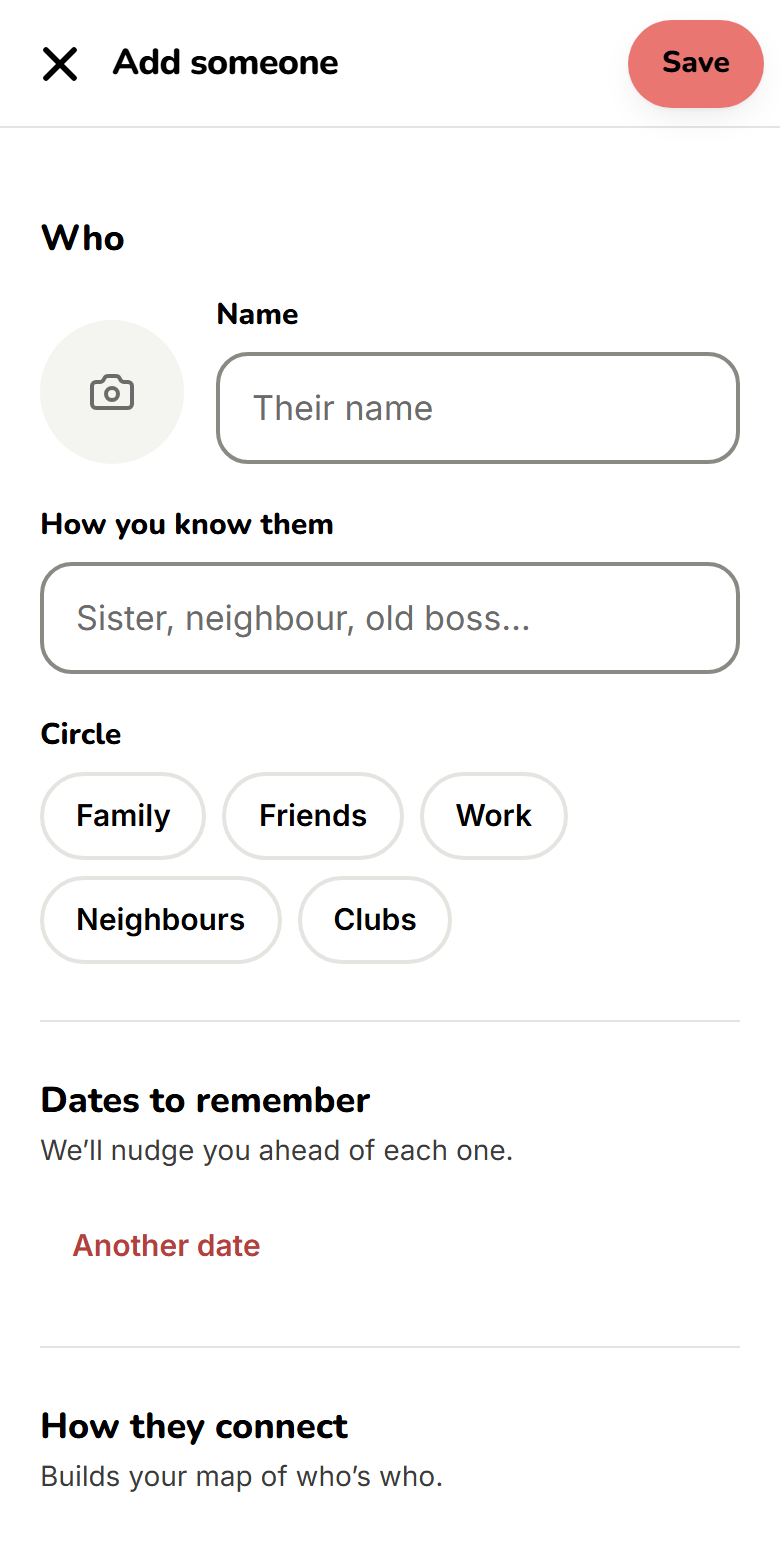 Add someone
Save
Who
Name
Their name
How you know them
Sister, neighbour, old boss...
Circle
Family
Friends
Work
Neighbours
Clubs
Dates to remember
We’ll nudge you ahead of each one.
Another date
How they connect
Builds your map of who’s who.